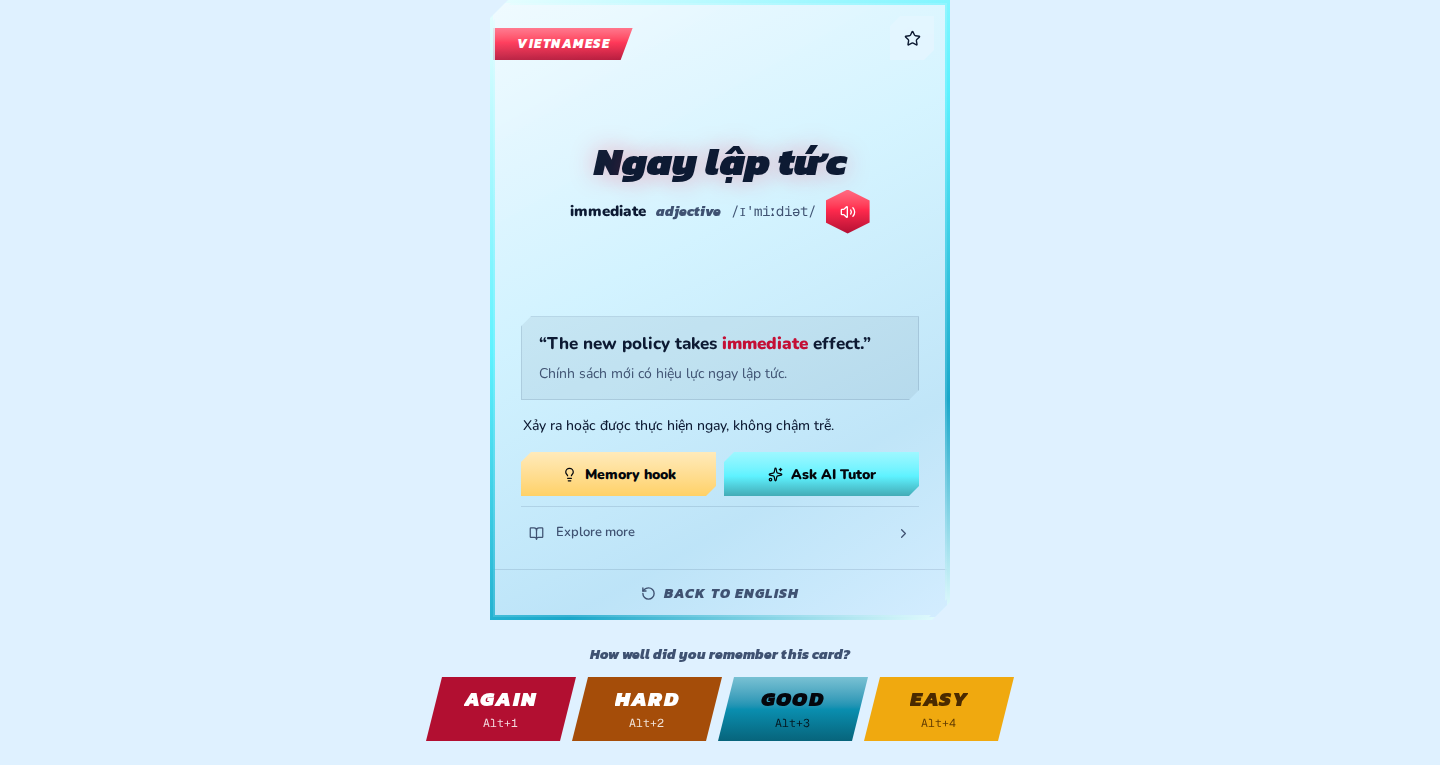 VIETNAMESE
Ngay lập tức
immediate adjective /ɪˈmiːdiət/
“The new policy takes immediate effect.”
Chính sách mới có hiệu lực ngay lập tức.
Xảy ra hoặc được thực hiện ngay, không chậm trễ.
Memory hook
Ask AI Tutor
Explore more
BACK TO ENGLISH
How well did you remember this card?
AGAIN HARD GOOD EASY
Alt+1 Alt+2 Alt+3 Alt+4